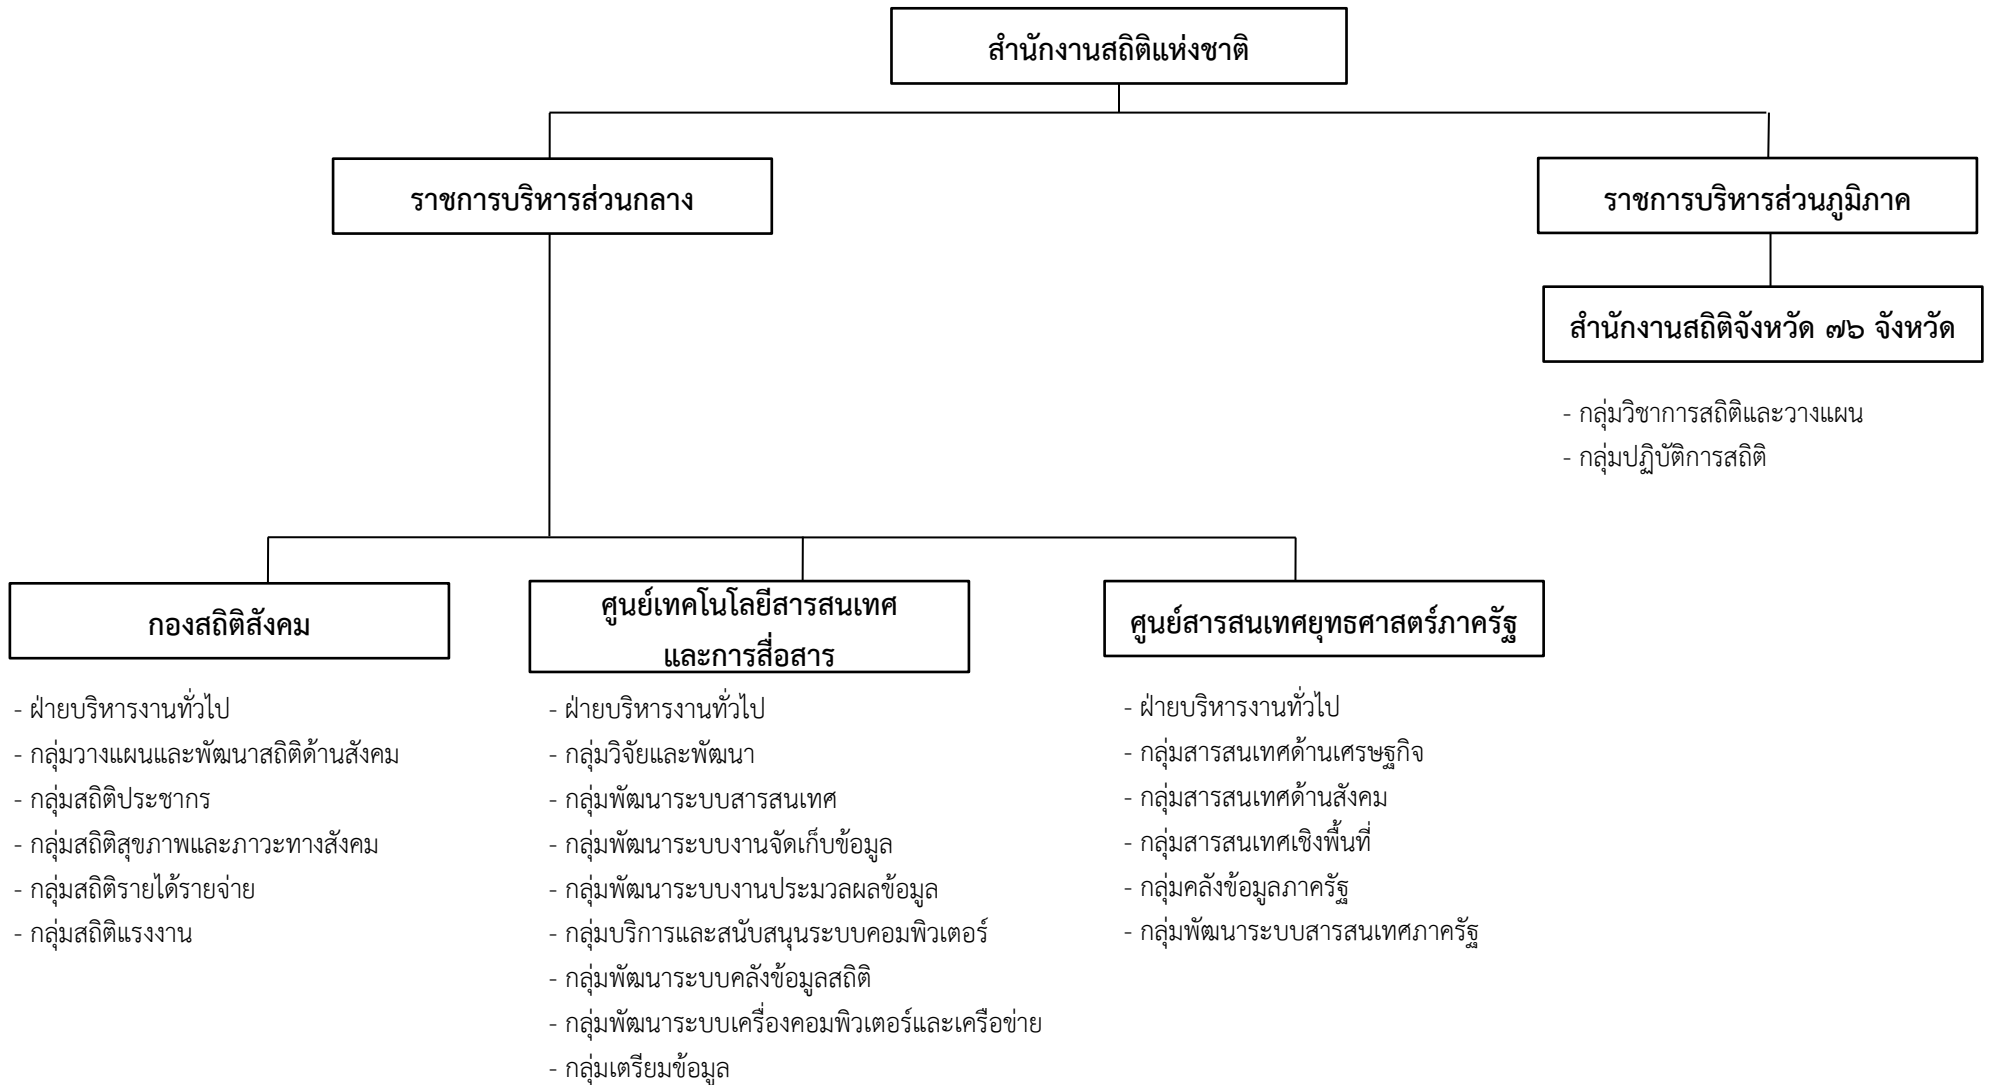 สำนักงานสถิติแห่งชาติ
ราชการบริหารส่วนกลาง
ราชการบริหารส่วนภูมิภาค
สำนักงานสถิติจังหวัด ๗๖ จังหวัด
- กลุ่มวิชาการสถิติและวางแผน
- กลุ่มปฏิบัติการสถิติ
กองสถิติสังคม
- ฝ่ายบริหารงานทั่วไป
- กลุ่มวางแผนและพัฒนาสถิติด้านสังคม
- กลุ่มสถิติประชากร
- กลุ่มสถิติสุขภาพและภาวะทางสังคม
- กลุ่มสถิติรายได้รายจ่าย
- กลุ่มสถิติแรงงาน
ศูนย์เทคโนโลยีสารสนเทศ
และการสื่อสาร
- ฝ่ายบริหารงานทั่วไป
- กลุ่มวิจัยและพัฒนา
- กลุ่มพัฒนาระบบสารสนเทศ
- กลุ่มพัฒนาระบบงานจัดเก็บข้อมูล
- กลุ่มพัฒนาระบบงานประมวลผลข้อมูล
- กลุ่มบริการและสนับสนุนระบบคอมพิวเตอร์
- กลุ่มพัฒนาระบบคลังข้อมูลสถิติ
- กลุ่มพัฒนาระบบเครื่องคอมพิวเตอร์และเครือข่าย
- กลุ่มเตรียมข้อมูล
ศูนย์สารสนเทศยุทธศาสตร์ภาครัฐ
- ฝ่ายบริหารงานทั่วไป
- กลุ่มสารสนเทศด้านเศรษฐกิจ
- กลุ่มสารสนเทศด้านสังคม
- กลุ่มสารสนเทศเชิงพื้นที่
- กลุ่มคลังข้อมูลภาครัฐ
- กลุ่มพัฒนาระบบสารสนเทศภาครัฐ